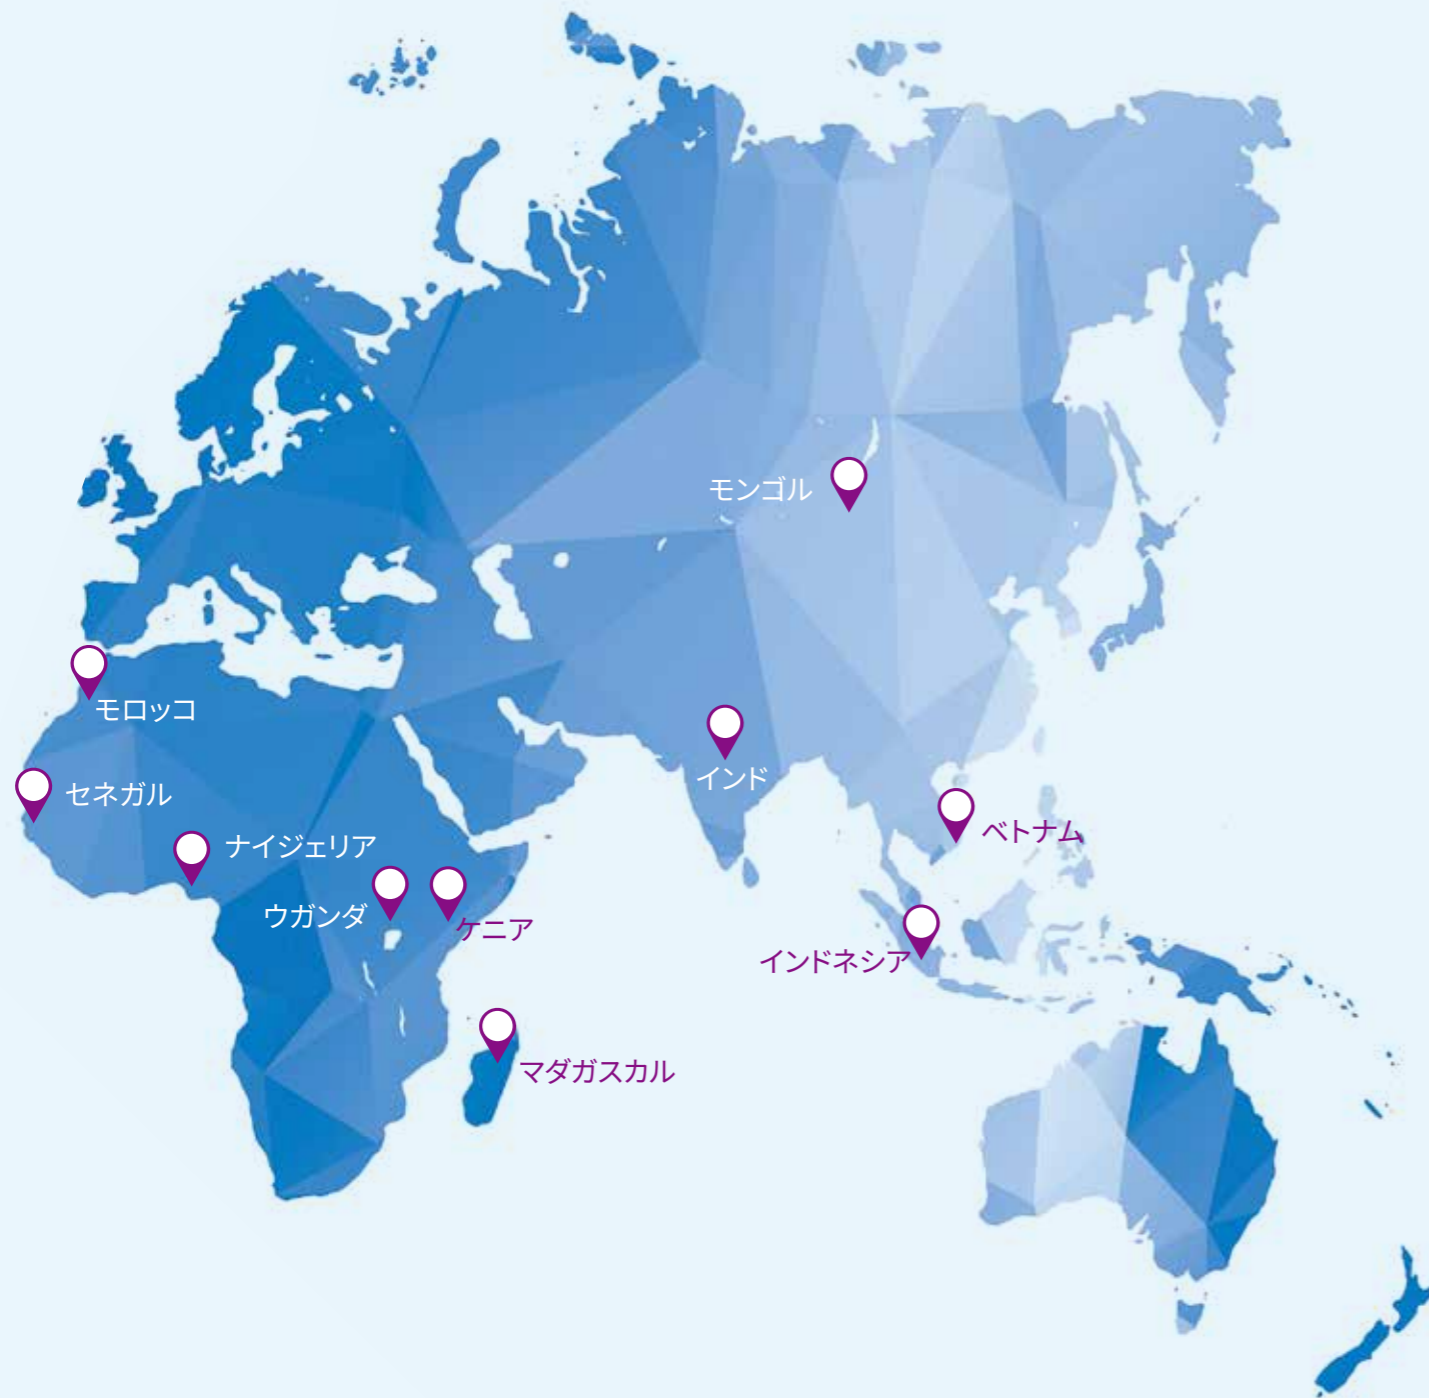 モンゴル
モロッコ
インド
セネガル
ベトナム
ナイジェリア
ウガンダ
ケニア
インドネシア
マダガスカル